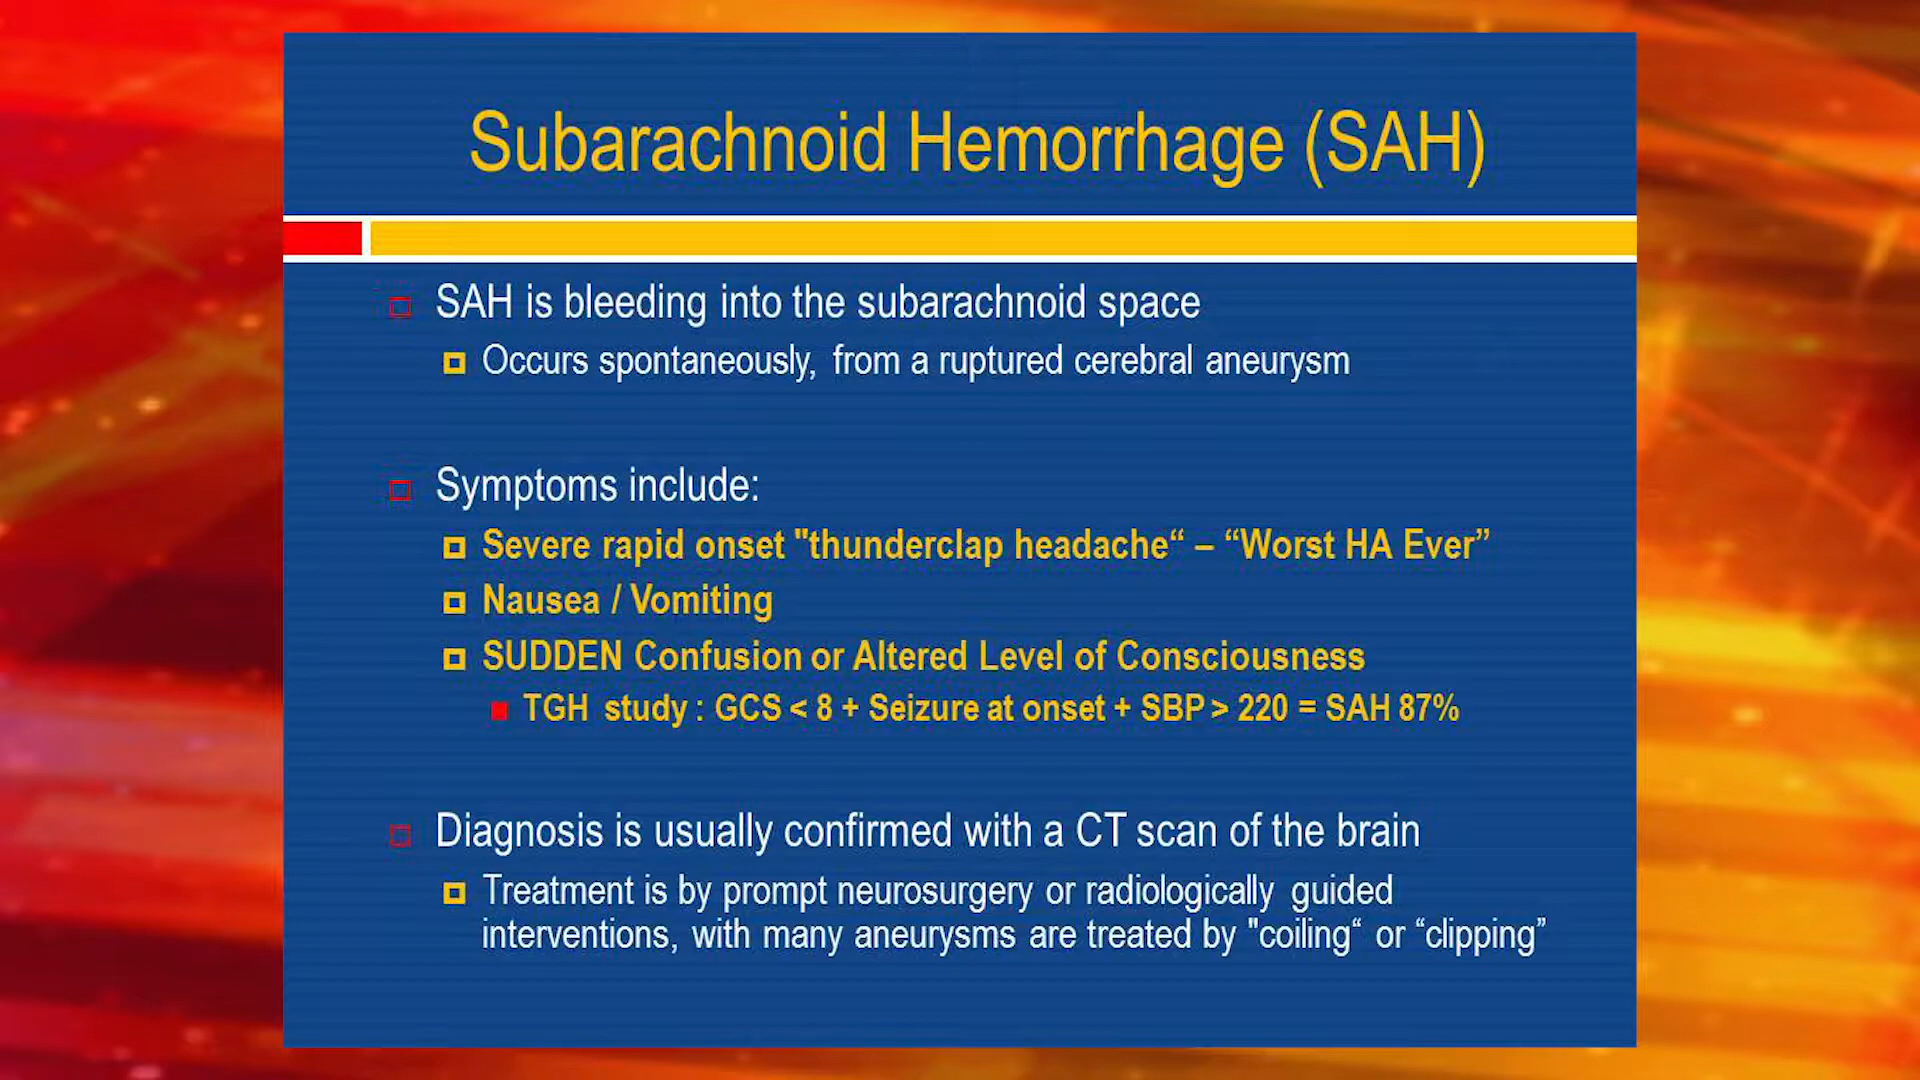 Subarachnoid Hemorrhage (SAH)
SAH is bleeding into the subarachnoid space
Occurs spontaneously, from a ruptured cerebral aneurysm
Symptoms include:
Severe rapid onset "thunderclap headache“ – “Worst HA Ever”
Nausea / Vomiting
SUDDEN Confusion or Altered Level of Consciousness
TGH study : GCS < 8 + Seizure at onset + SBP > 220 = SAH 87%
Diagnosis is usually confirmed with a CT scan of the brain
Treatment is by prompt neurosurgery or radiologically guided
interventions, with many aneurysms are treated by "coiling“ or “clipping”